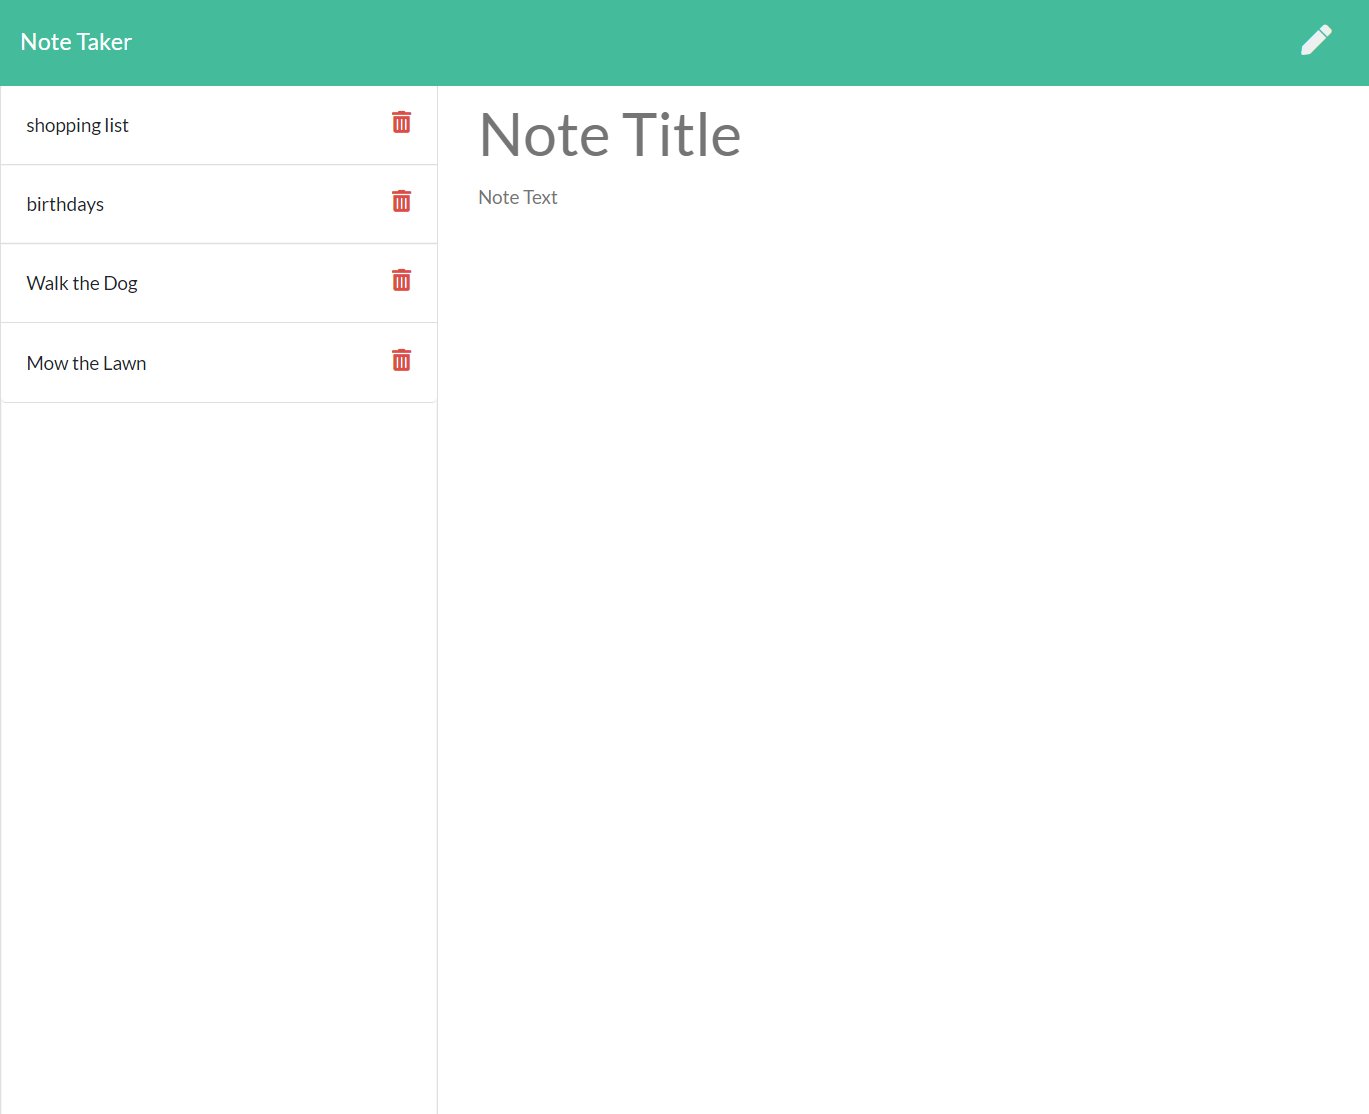 Note Taker
shopping list
birthdays
Walk the Dog
Mow the Lawn
Note Title
Note Text